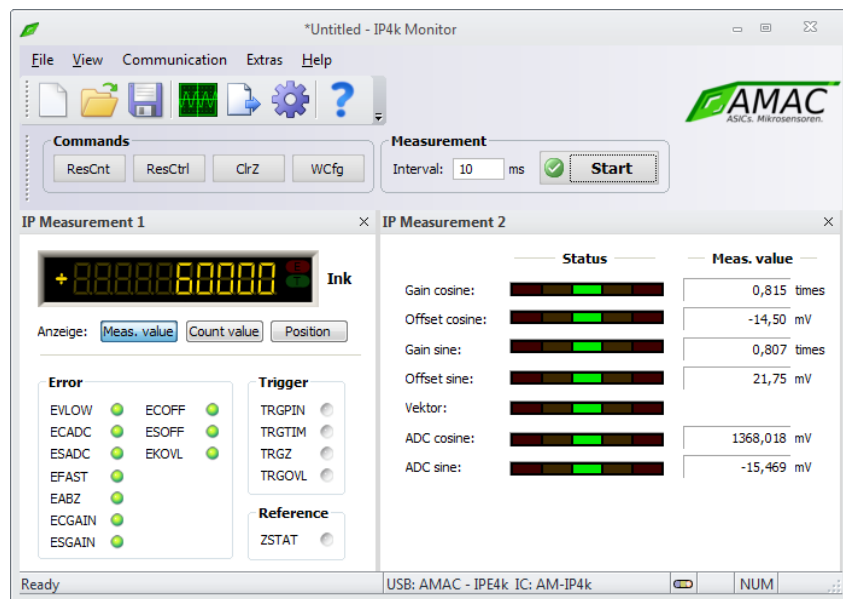 *Untitled - IP4k Monitor
File View Communication Extras Help
AMAC
ASICs. Mikrosensoren.
Commands
ResCnt ResCtrl ClrZ WCfg
Measurement
Interval: 10 ms Start
IP Measurement 1
+ 60000 E T Ink
Anzeige: Meas. value Count value Position
Error
EVLOW ECOFF
ECADC ESOFF
ESADC EKOVL
EFAST
EABZ
ECGAIN
ESGAIN
Trigger
TRGPIN
TRGTIM
TRGZ
TRGOVL
Reference
ZSTAT
IP Measurement 2
Status Meas. value
Gain cosine: 0,815 times
Offset cosine: -14,50 mV
Gain sine: 0,807 times
Offset sine: 21,75 mV
Vektor:
ADC cosine: 1368,018 mV
ADC sine: -15,469 mV
Ready USB: AMAC - IPE4k IC: AM-IP4k NUM